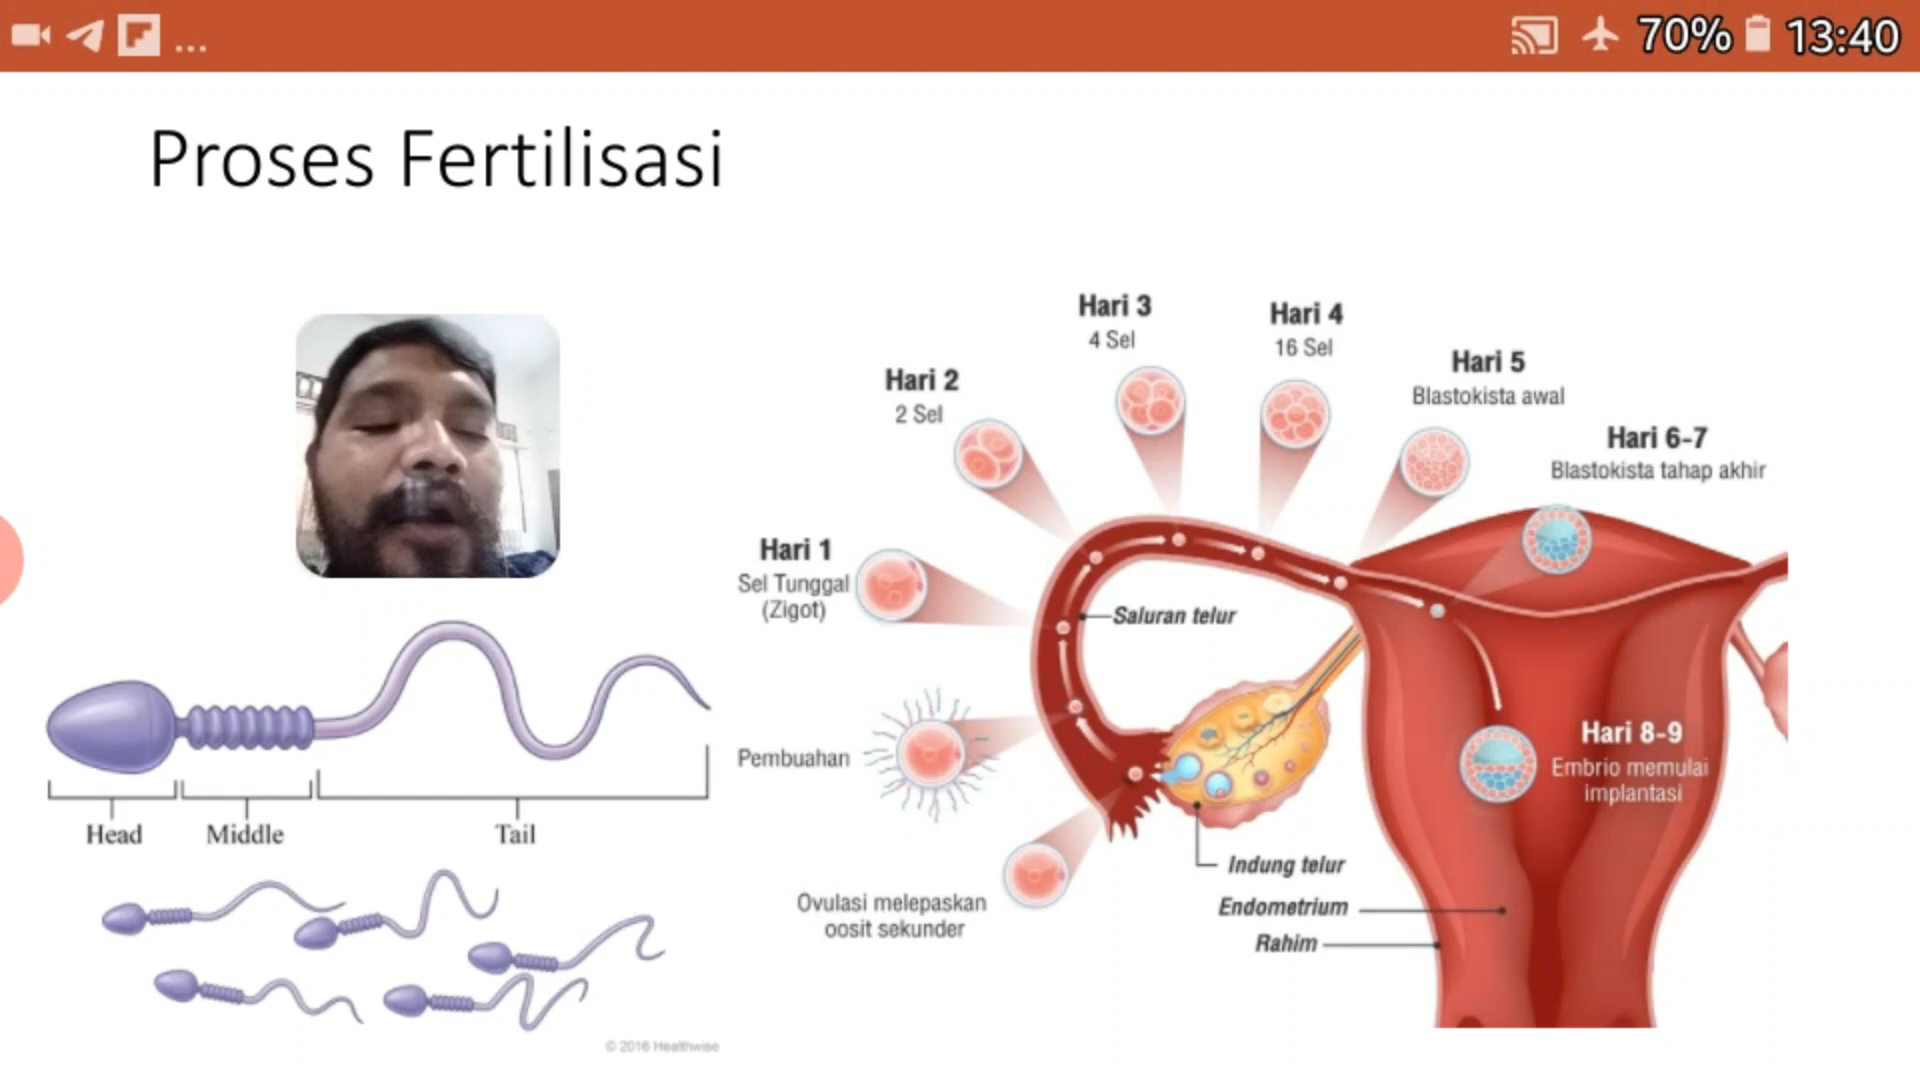 ... 70% 13:40
Proses Fertilisasi
Hari 3
4 Sel
Hari 4
16 Sel
Hari 5
Blastokista awal
Hari 2
2 Sel
Hari 6-7
Blastokista tahap akhir
Hari 1
Sel Tunggal
(Zigot)
Saluran telur
Pembuahan
Hari 8-9
Embrio memulai
implantasi
Head
Middle
Tail
Indung telur
Ovulasi melepaskan
oosit sekunder
Endometrium
Rahim
© 2016 Healthwise